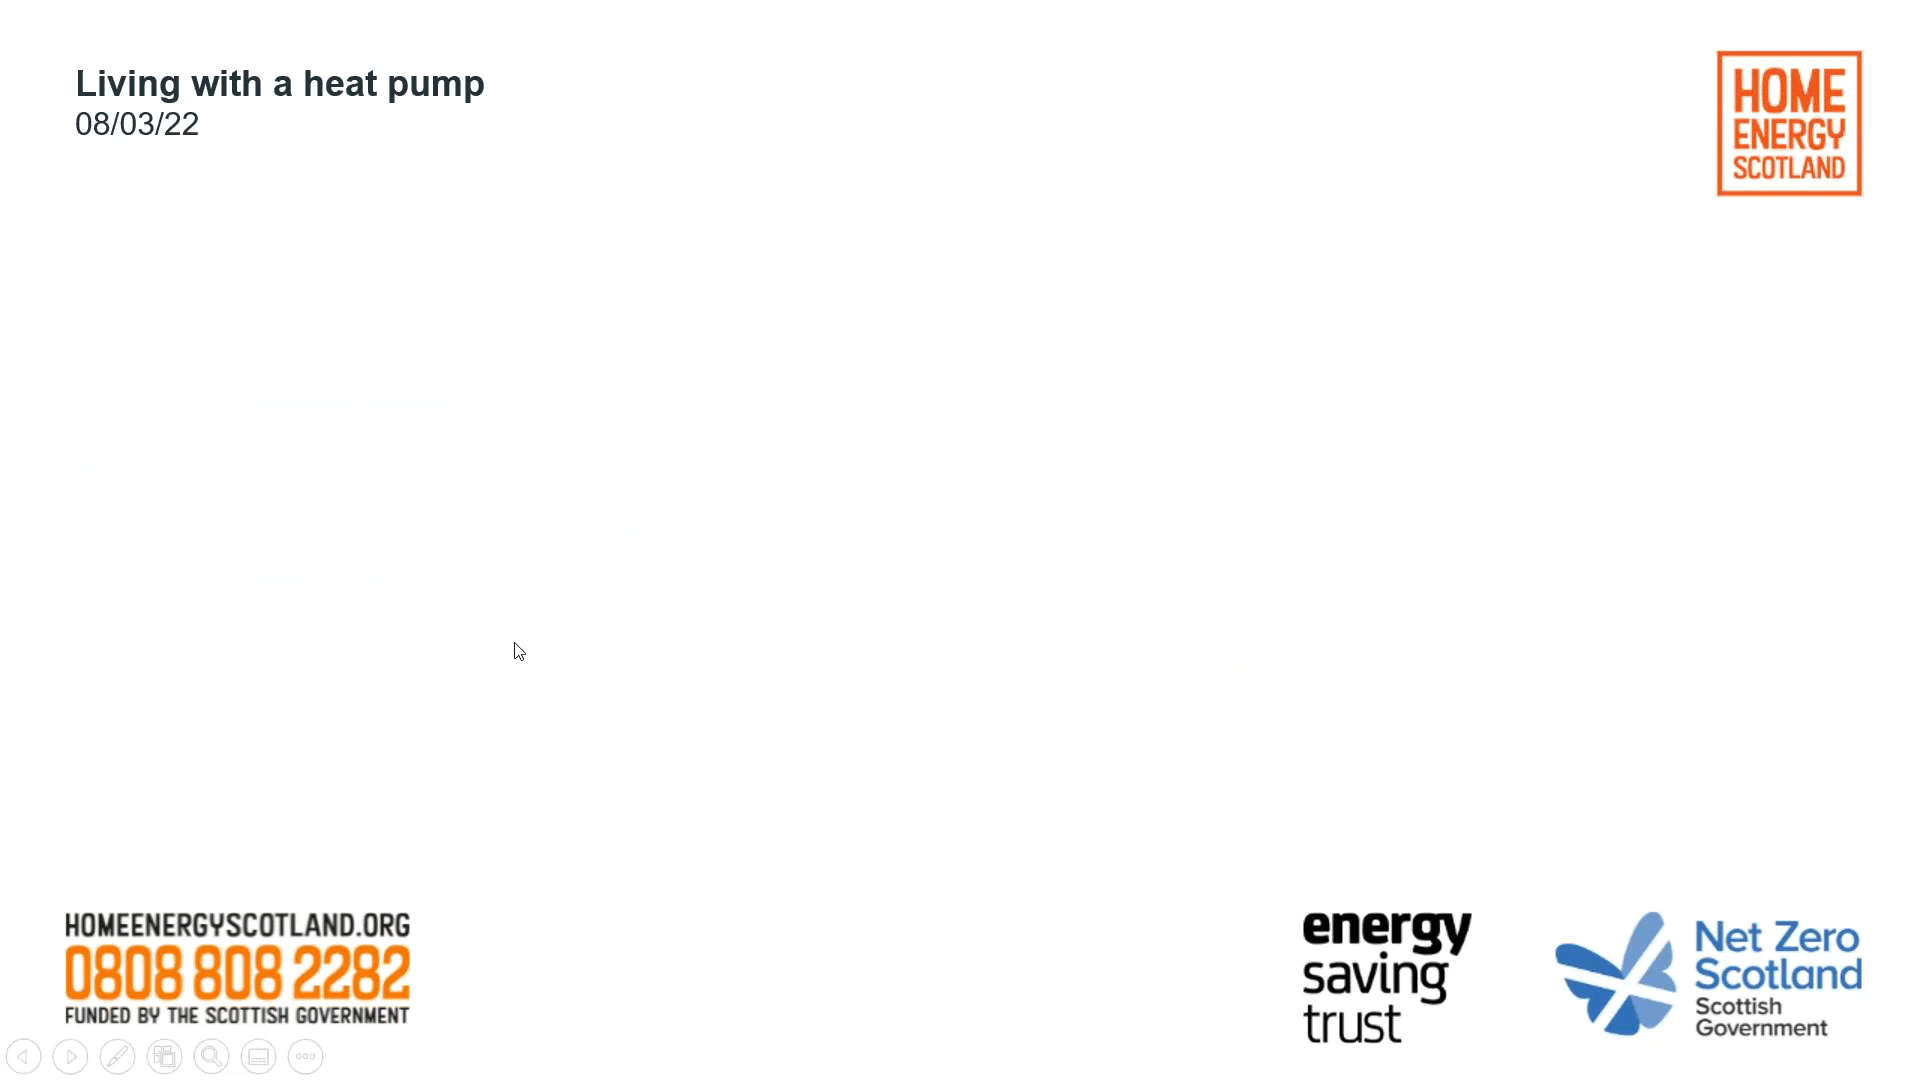 Living with a heat pump
08/03/22
HOME
ENERGY
SCOTLAND
HOMEENERGYSCOTLAND.ORG
0808 808 2282
FUNDED BY THE SCOTTISH GOVERNMENT
energy
saving
trust
Net Zero
Scotland
Scottish
Government